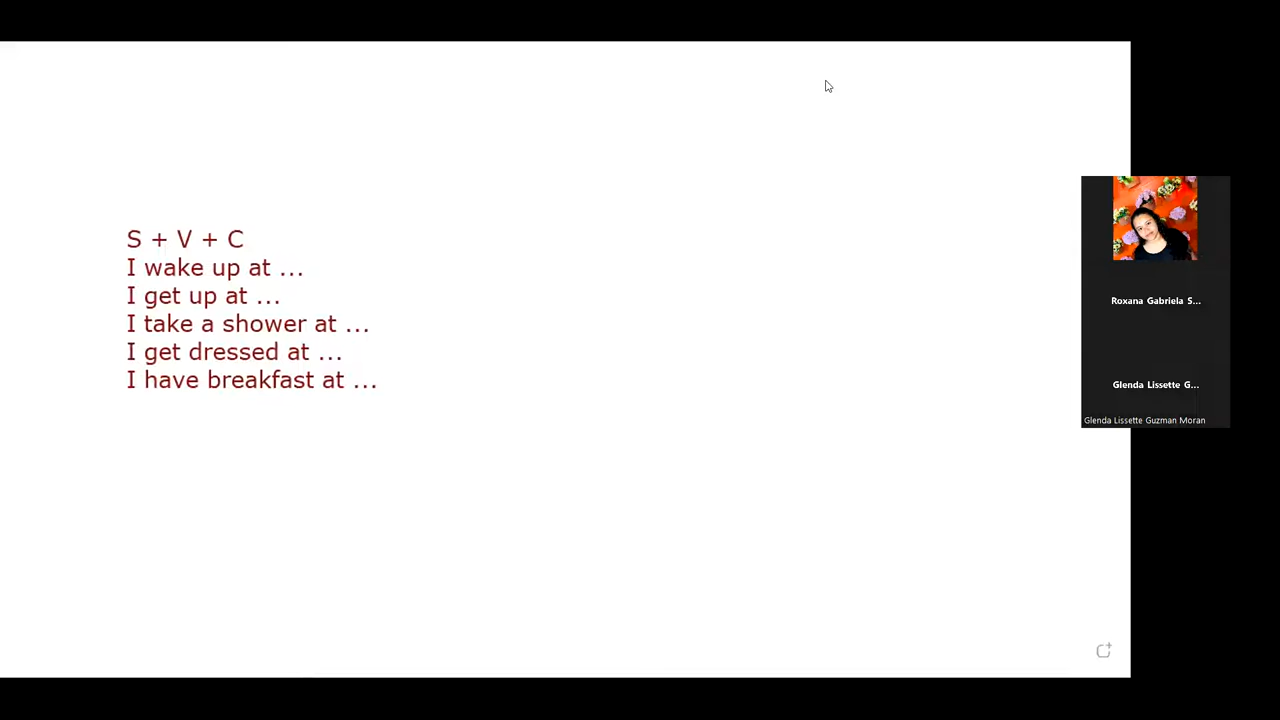 S + V + C
I wake up at ...
I get up at ...
I take a shower at ...
I get dressed at ...
I have breakfast at ...
Roxana Gabriela S...
Glenda Lissette G...
Glenda Lissette Guzman Moran